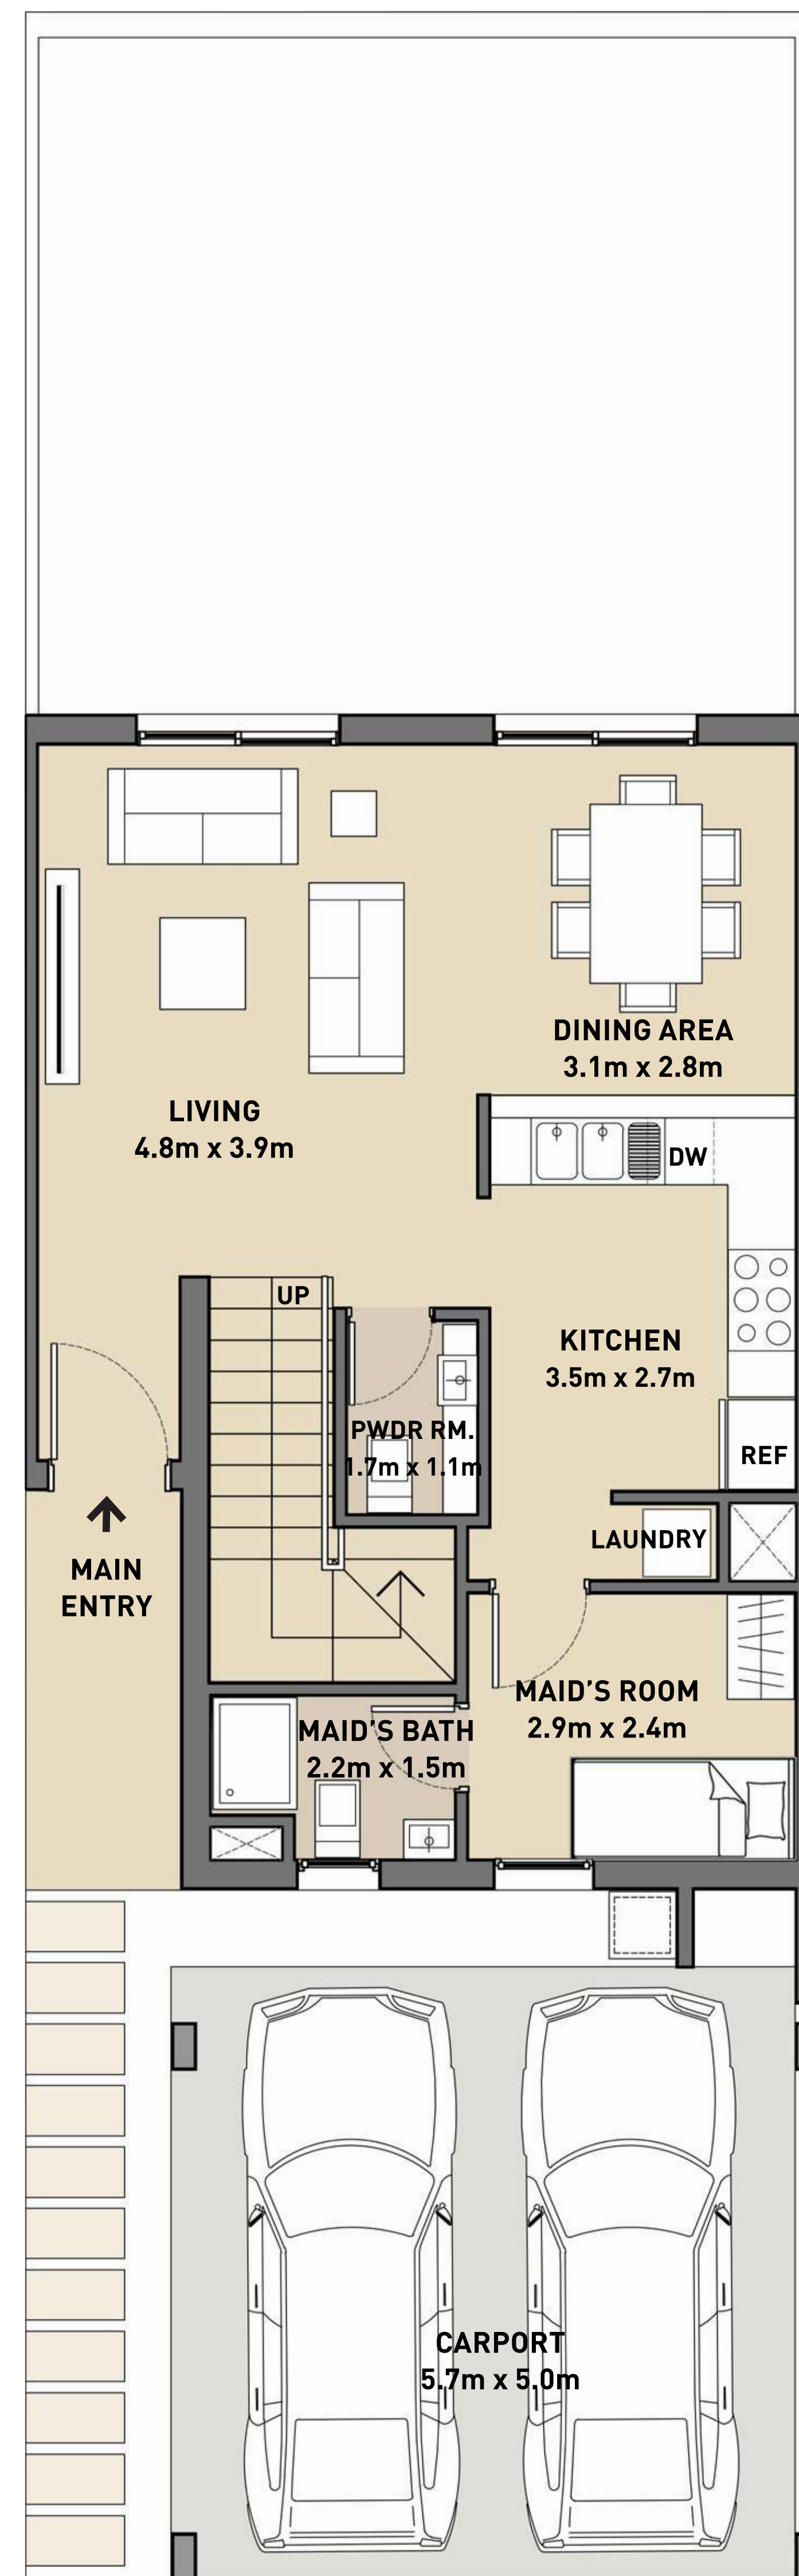 DINING AREA
3.1m x 2.8m
LIVING
4.8m x 3.9m
DW
UP
KITCHEN
3.5m x 2.7m
PWDR RM.
1.7m x 1.1m
REF
LAUNDRY
MAIN
ENTRY
MAID'S ROOM
2.9m x 2.4m
MAID'S BATH
2.2m x 1.5m
CARPORT
5.7m x 5.0m